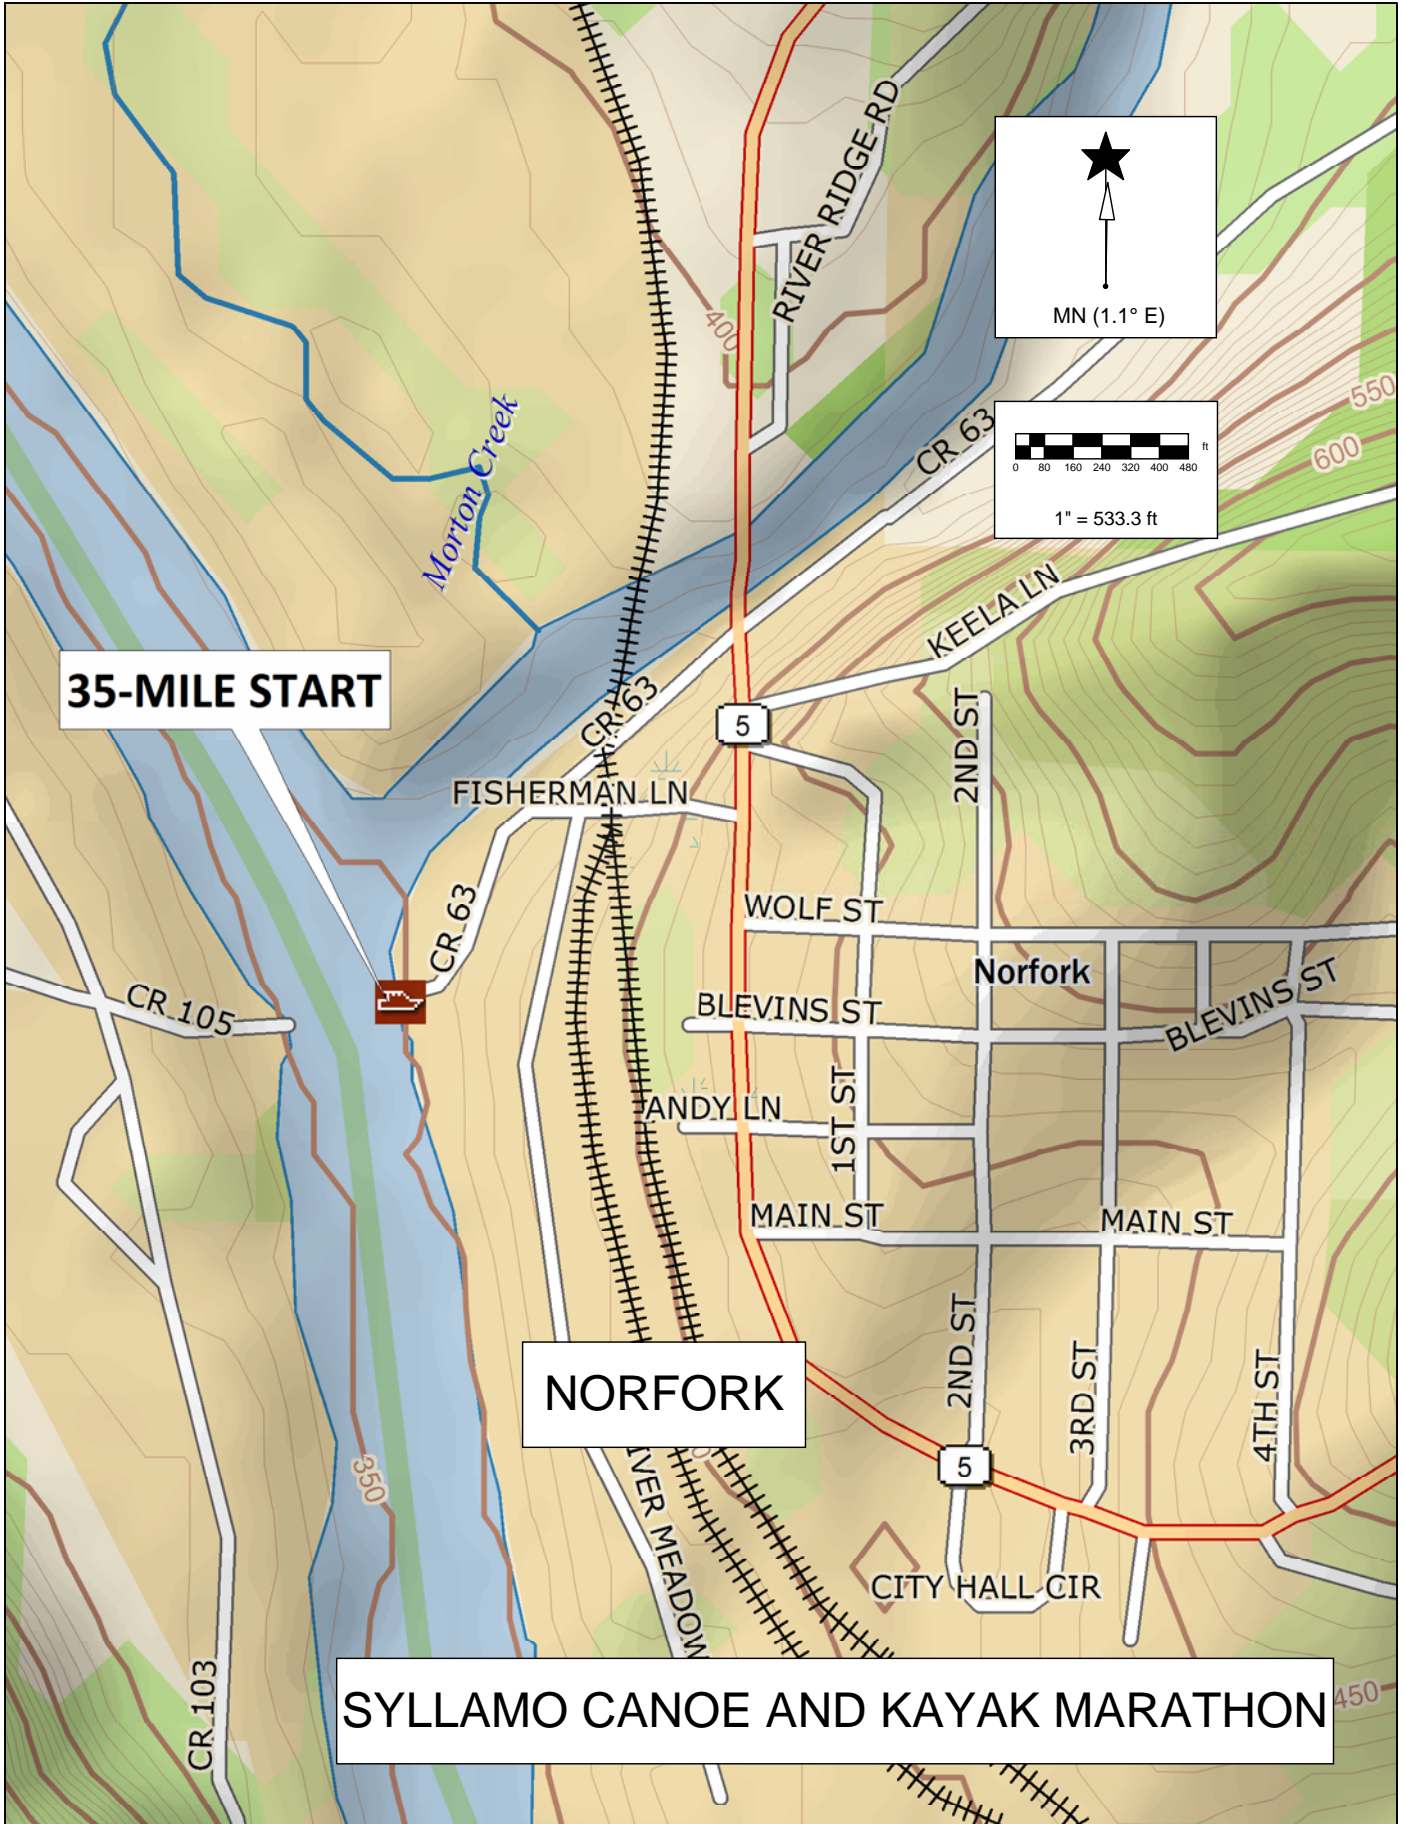 RIVER RIDGE RD
MN (1.1° E)
400
550
CR 63
600
ft
0 80 160 240 320 400 480
1" = 533.3 ft
Morton Creek
KEELA LN
35-MILE START
CR 63
5
2ND ST
FISHERMAN LN
WOLF ST
CR 63
Norfork
CR 105
BLEVINS ST
BLEVINS ST
1ST ST
ANDY LN
MAIN ST
MAIN ST
2ND ST
3RD ST
4TH ST
NORFORK
5
350
IVER MEADOW
CITY HALL CIR
CR 103
SYLLAMO CANOE AND KAYAK MARATHON
450